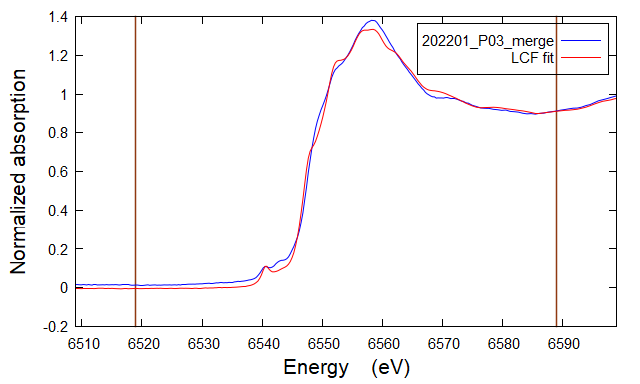 1.4
1.2
1
0.8
0.6
0.4
0.2
0
-0.2
Normalized absorption
202201_P03_merge
LCF fit
6510 6520 6530 6540 6550 6560 6570 6580 6590
Energy (eV)